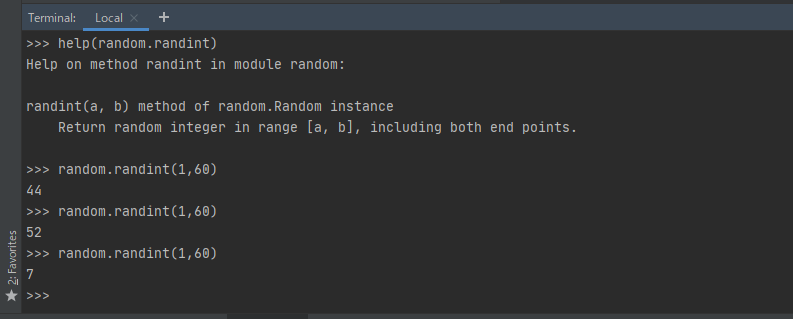 Terminal: Local × +
>>> help(random.randint)
Help on method randint in module random:
randint(a, b) method of random.Random instance
    Return random integer in range [a, b], including both end points.
>>> random.randint(1,60)
44
>>> random.randint(1,60)
52
>>> random.randint(1,60)
7
>>>
2: Favorites